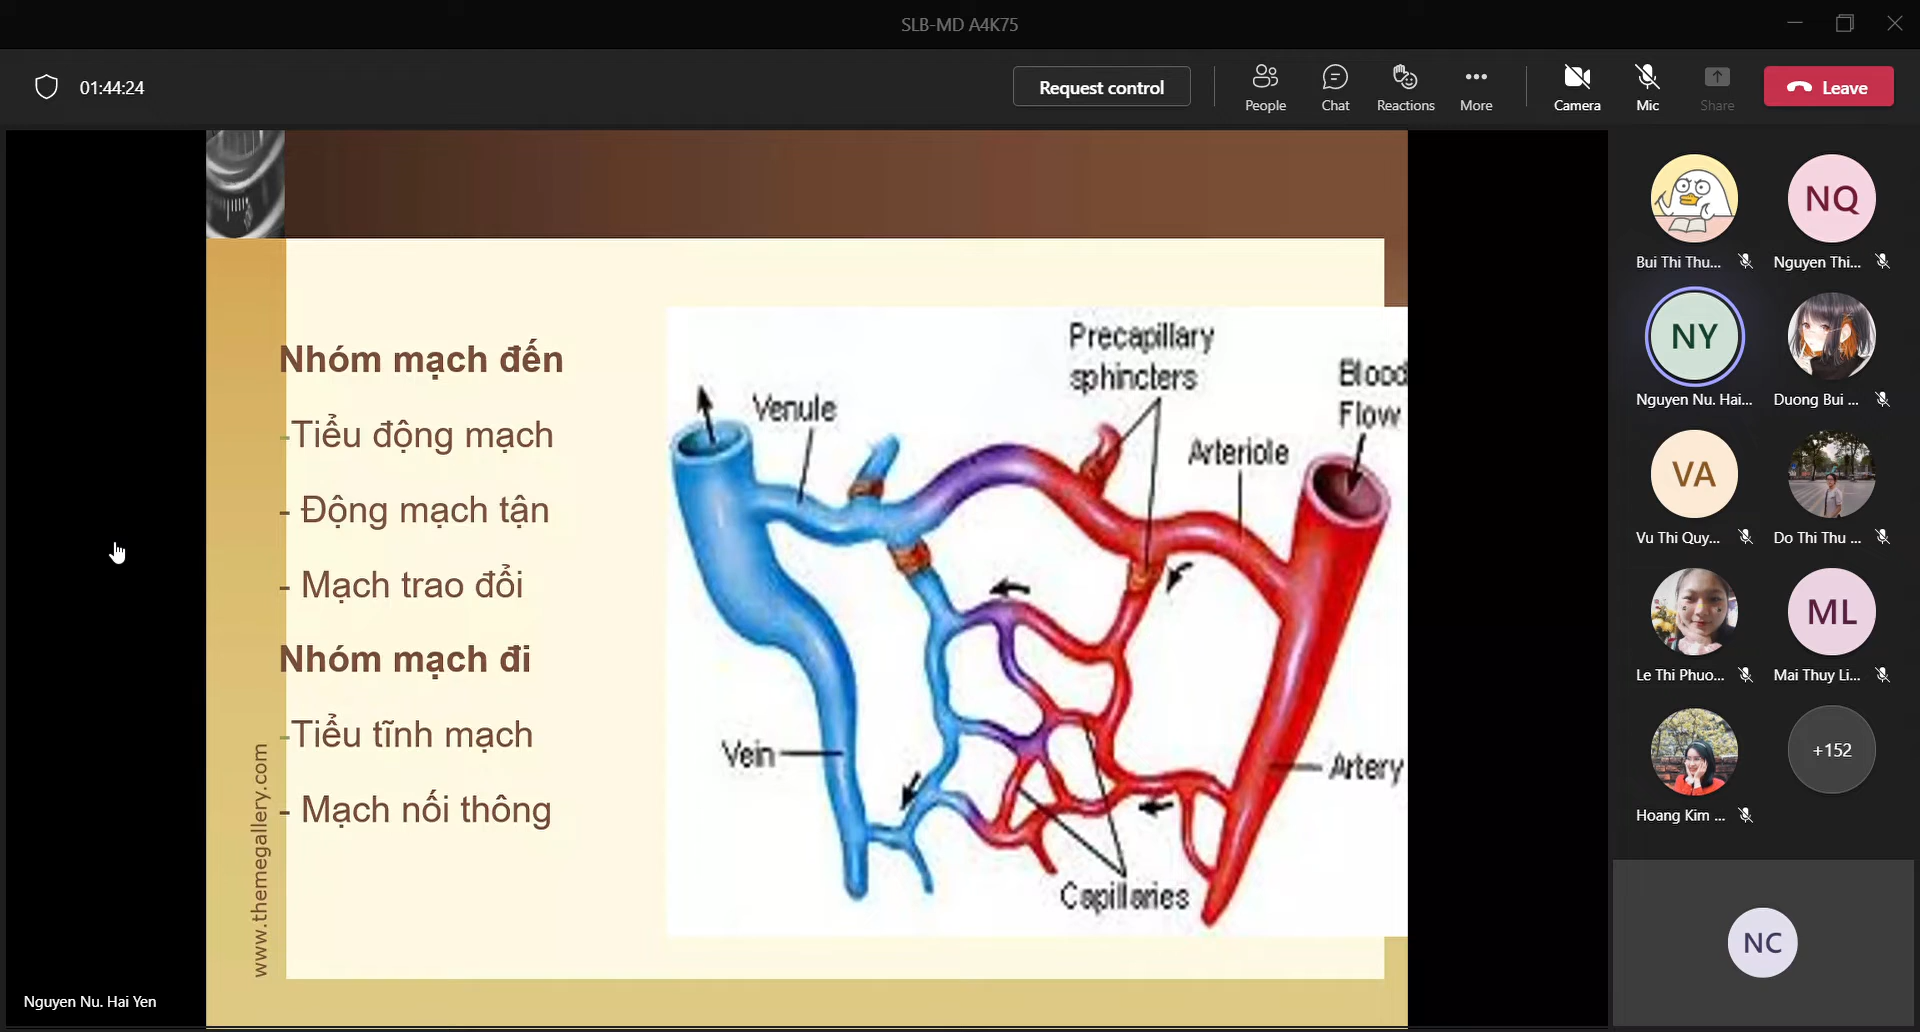 SLB-MD A4K75
01:44:24
Request control
People
Chat
Reactions
More
Camera
Mic
Share
Leave
Nhóm mạch đến
-Tiểu động mạch
- Động mạch tận
- Mạch trao đổi
Nhóm mạch đi
-Tiểu tĩnh mạch
- Mạch nối thông
www.themegallery.com
Precapillary
sphincters
Blood
Flow
Venule
Arteriole
Vein
Artery
Capillaries
Nguyen Nu. Hai Yen
Bui Thi Thu...
NQ
Nguyen Thi...
NY
Nguyen Nu. Hai...
Duong Bui ...
VA
Vu Thi Quy...
Do Thi Thu ...
Le Thi Phuo...
ML
Mai Thuy Li...
Hoang Kim ...
+152
NC